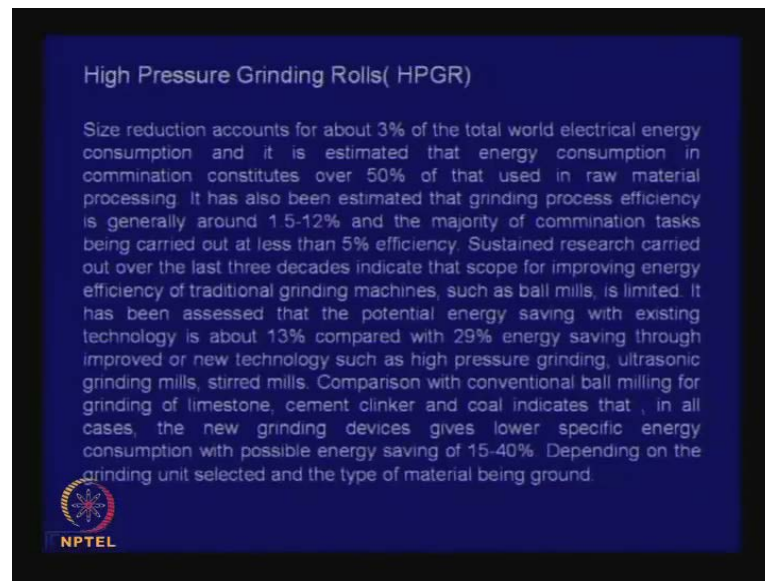 High Pressure Grinding Rolls( HPGR)
Size reduction accounts for about 3% of the total world electrical energy
consumption and it is estimated that energy consumption in
commination constitutes over 50% of that used in raw material
processing. It has also been estimated that grinding process efficiency
is generally around 1.5-12% and the majority of commination tasks
being carried out at less than 5% efficiency. Sustained research carried
out over the last three decades indicate that scope for improving energy
efficiency of traditional grinding machines, such as ball mills, is limited. It
has been assessed that the potential energy saving with existing
technology is about 13% compared with 29% energy saving through
improved or new technology such as high pressure grinding, ultrasonic
grinding mills, stirred mills. Comparison with conventional ball milling for
grinding of limestone, cement clinker and coal indicates that , in all
cases, the new grinding devices gives lower specific energy
consumption with possible energy saving of 15-40%. Depending on the
grinding unit selected and the type of material being ground.
NPTEL